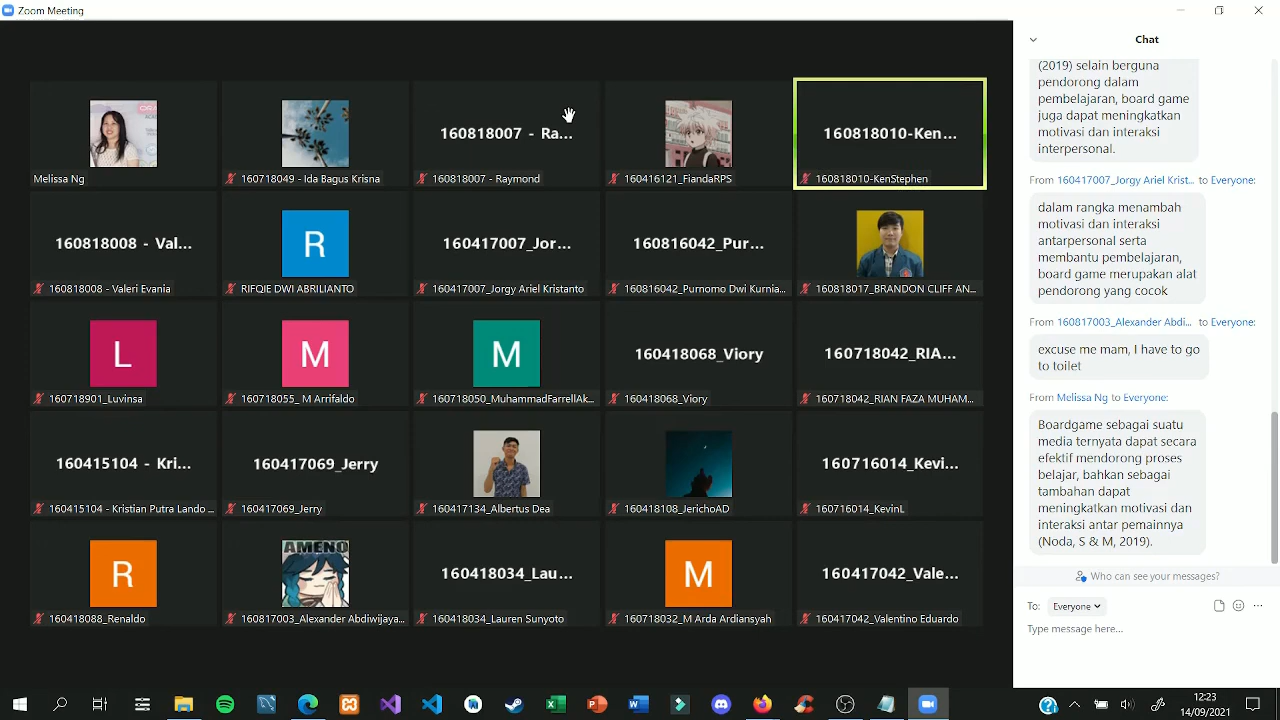 Zoom Meeting
Melissa Ng
160718049 - Ida Bagus Krisna
160818007 - Ra...
160818007 - Raymond
160416121_FiandaRPS
160818010-Ken...
160818010-KenStephen
160818008 - Val...
160818008 - Valeri Evania
R
RIFQIE DWI ABRILIANTO
160417007_Jor...
160417007_Jorgy Ariel Kristanto
160816042_Pur...
160816042_Purnomo Dwi Kurnia...
160818017_BRANDON CLIFF AN...
L
160718901_Luvinsa
M
160718055_ M Arrifaldo
M
160718050_MuhammadFarrellAk...
160418068_Viory
160418068_Viory
160718042_RIA...
160718042_RIAN FAZA MUHAM...
160415104 - Kri...
160415104 - Kristian Putra Lando ...
160417069_Jerry
160417069_Jerry
160417134_Albertus Dea
160418108_JerichoAD
160716014_Kevi...
160716014_KevinL
R
160418088_Renaldo
AMENO
160817003_Alexander Abdiwijaya...
160418034_Lau...
160418034_Lauren Sunyoto
M
160718032_M Arda Ardiansyah
160417042_Vale...
160417042_Valentino Eduardo
Chat
(2019) selain berguna
pendorong dalam
pembelajaran, board game
juga dapat meningkatkan
motivasi dan interaksi
interpersonal.
From 160417007_Jorgy Ariel Krist... to Everyone:
dalam rangka menambah
motivasi dan interaksi
antarpersonal serta
membantu pembelajaran,
board game merupakan alat
pendorong yang cocok
From 160817003_Alexander Abdi... to Everyone:
excuse me mam, I have to go
to toilet
From Melissa Ng to Everyone:
Boardgame sebagai suatu
media ternyata dapat secara
efektif mendorong proses
belajar, bahkan sebagai
tambahan dapat
meningkatkan motivasi dan
interaksi antar pemainnya
(Noda, S & M, 2019).
Who can see your messages?
To: Everyone
Type message here...
12:23
14/09/2021